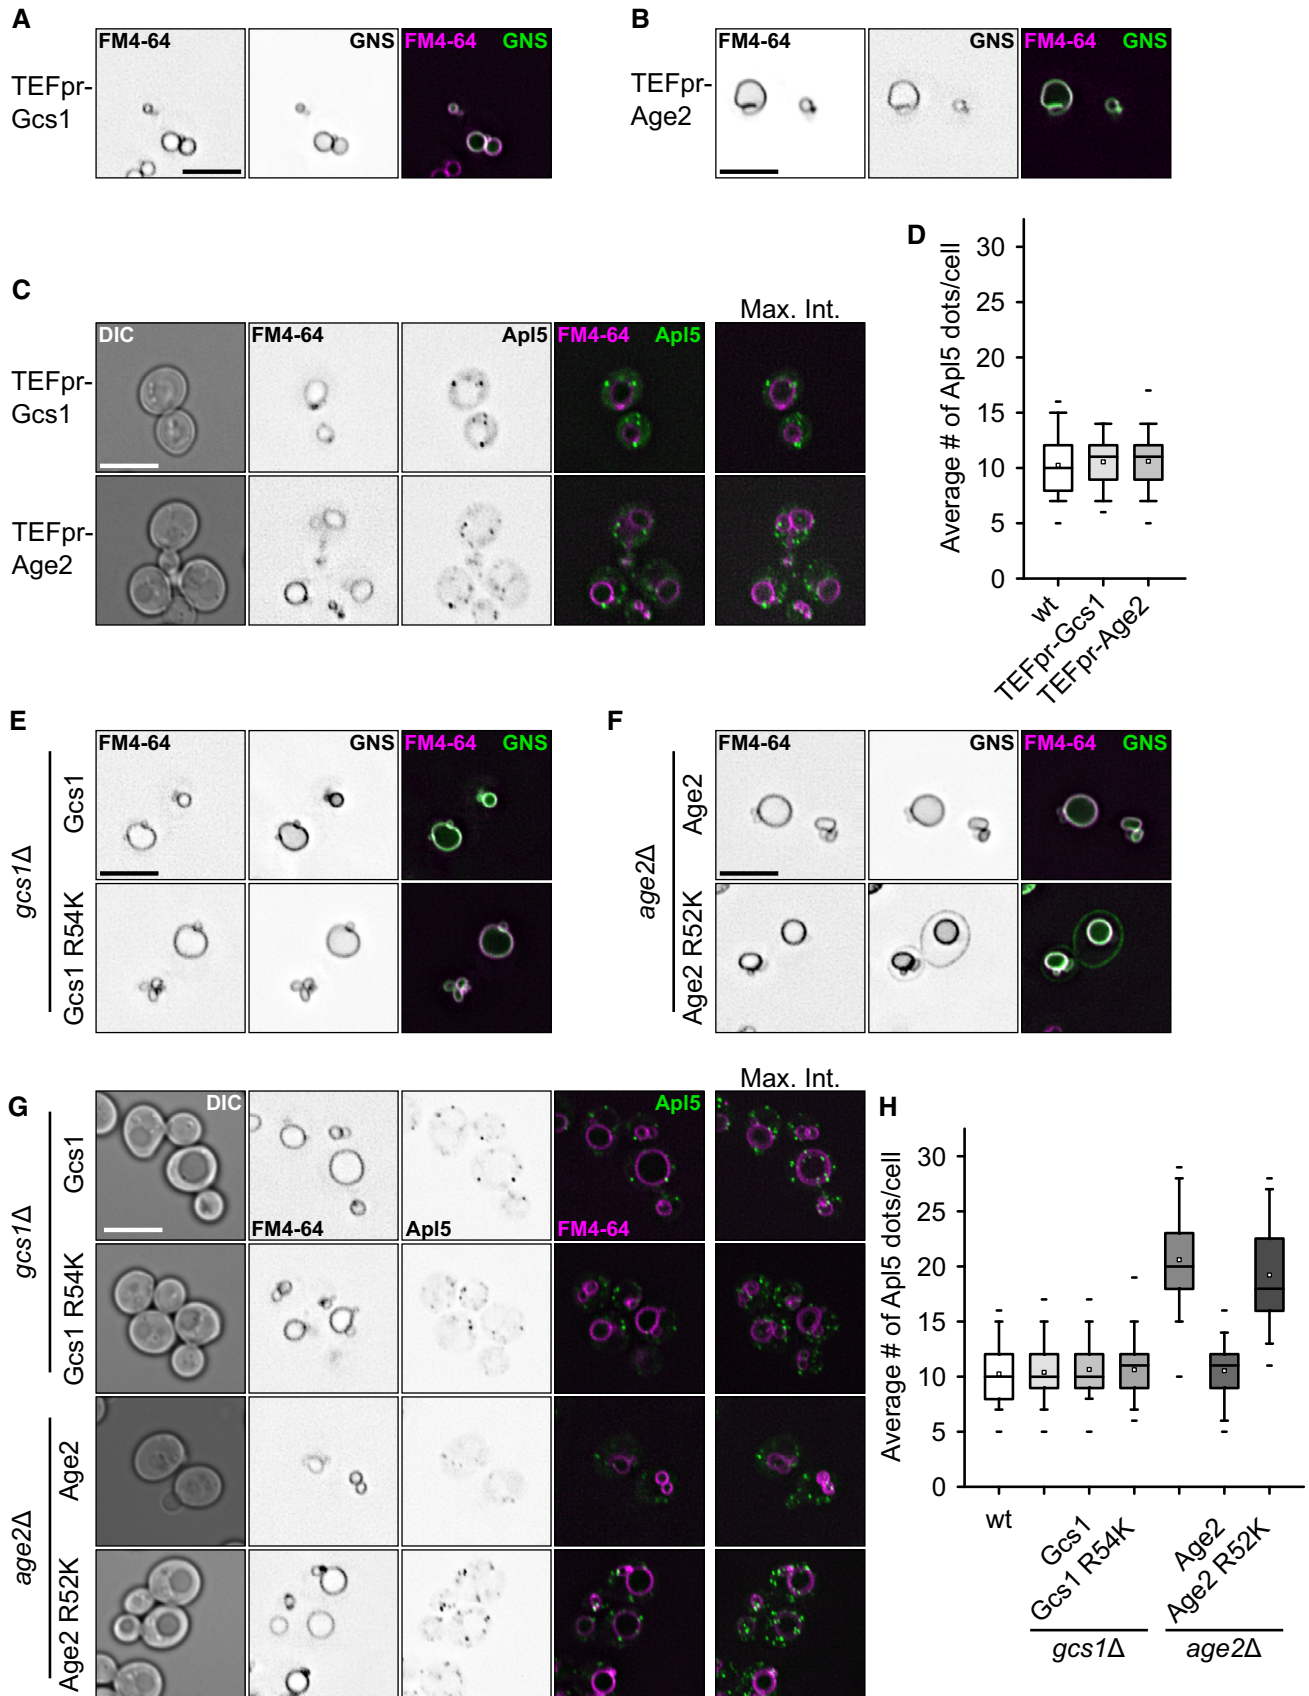 A
FM4-64 GNS FM4-64 GNS
TEFpr-
Gcs1
B
FM4-64 GNS FM4-64 GNS
TEFpr-
Age2
C
Max. Int.
DIC FM4-64 Apl5 FM4-64 Apl5
TEFpr-
Gcs1
TEFpr-
Age2
D
Average # of Apl5 dots/cell
30
25
20
15
10
5
0
wt
TEFpr-Gcs1
TEFpr-Age2
E
FM4-64 GNS FM4-64 GNS
gcs1Δ
Gcs1
Gcs1 R54K
F
FM4-64 GNS FM4-64 GNS
age2Δ
Age2
Age2 R52K
G
Max. Int.
DIC Apl5
FM4-64 Apl5 FM4-64
gcs1Δ
Gcs1
Gcs1 R54K
age2Δ
Age2
Age2 R52K
H
Average # of Apl5 dots/cell
30
25
20
15
10
5
0
wt
Gcs1
Gcs1 R54K
Age2
Age2 R52K
gcs1Δ
age2Δ